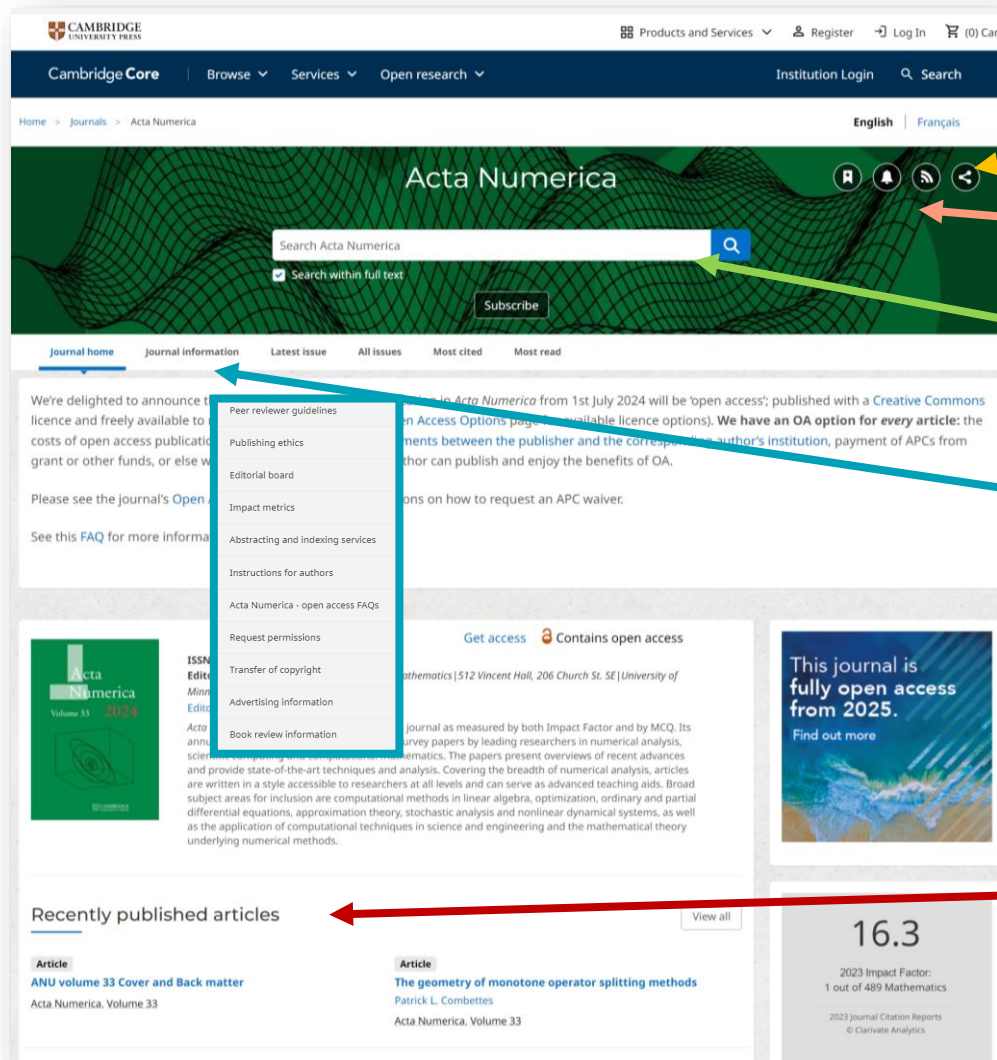 CAMBRIDGE
UNIVERSITY PRESS
Products and Services Register Log In (0) Car
Cambridge Core Browse Services Open research Institution Login Search
Home > Journals > Acta Numerica English | Français
Acta Numerica
Search Acta Numerica
Search within full text
Subscribe
Journal home Journal information Latest issue All issues Most cited Most read
We're delighted to announce t in Acta Numerica from 1st July 2024 will be 'open access'; published with a Creative Commons
licence and freely available to n Access Options page for available licence options). We have an OA option for every article: the
costs of open access publicatio ments between the publisher and the corresponding author's institution, payment of APCs from
grant or other funds, or else w thor can publish and enjoy the benefits of OA.
Please see the journal's Open A ons on how to request an APC waiver.
See this FAQ for more informa
Peer reviewer guidelines
Publishing ethics
Editorial board
Impact metrics
Abstracting and indexing services
Instructions for authors
Acta Numerica - open access FAQs
Request permissions
Transfer of copyright
Advertising information
Book review information
Acta
Numerica
Volume 33 2024
CAMBRIDGE
Get access Contains open access
ISSN
Edito athematics | 512 Vincent Hall, 206 Church St. SE | University of
Minn
Edito
Acta journal as measured by both Impact Factor and by MCQ. Its
annu urvey papers by leading researchers in numerical analysis,
scientific computing and computational mathematics. The papers present overviews of recent advances
and provide state-of-the-art techniques and analysis. Covering the breadth of numerical analysis, articles
are written in a style accessible to researchers at all levels and can serve as advanced teaching aids. Broad
subject areas for inclusion are computational methods in linear algebra, optimization, ordinary and partial
differential equations, approximation theory, stochastic analysis and nonlinear dynamical systems, as well
as the application of computational techniques in science and engineering and the mathematical theory
underlying numerical methods.
This journal is
fully open access
from 2025.
Find out more
Recently published articles
View all
Article
ANU volume 33 Cover and Back matter
Acta Numerica, Volume 33
Article
The geometry of monotone operator splitting methods
Patrick L. Combettes
Acta Numerica, Volume 33
16.3
2023 Impact Factor:
1 out of 489 Mathematics
2023 Journal Citation Reports
© Clarivate Analytics